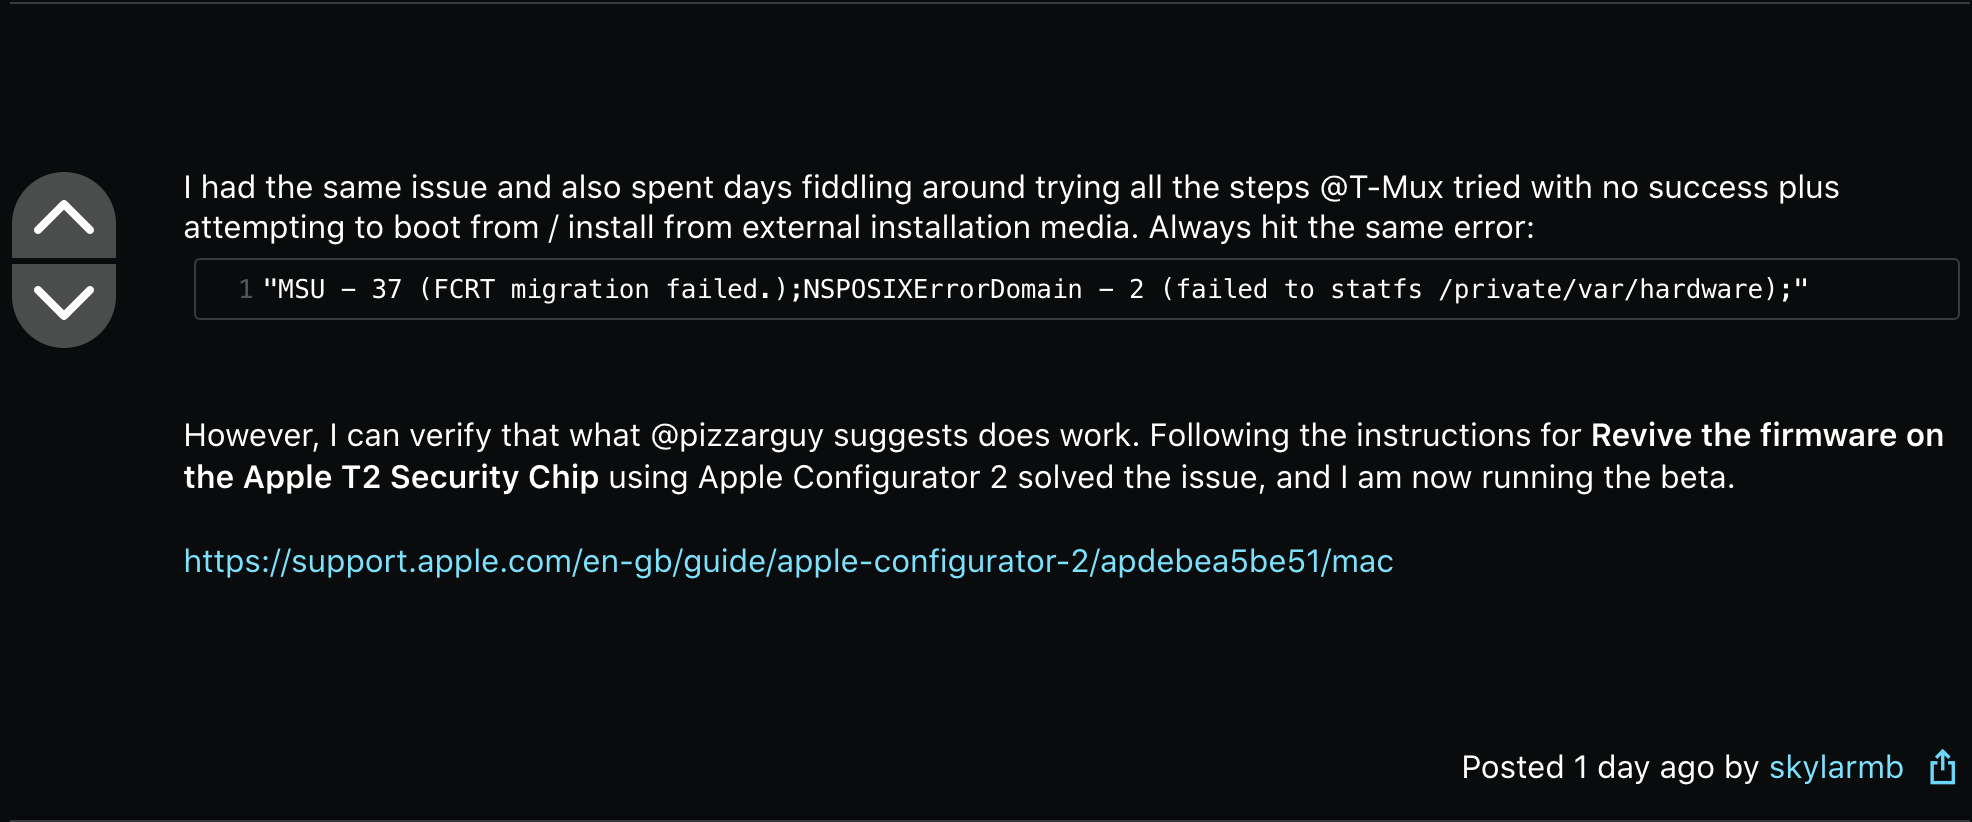 I had the same issue and also spent days fiddling around trying all the steps @T-Mux tried with no success plus
attempting to boot from / install from external installation media. Always hit the same error:
1 "MSU - 37 (FCRT migration failed.);NSPOSIXErrorDomain - 2 (failed to statfs /private/var/hardware);"
However, I can verify that what @pizzarguy suggests does work. Following the instructions for Revive the firmware on
the Apple T2 Security Chip using Apple Configurator 2 solved the issue, and I am now running the beta.
https://support.apple.com/en-gb/guide/apple-configurator-2/apdebea5be51/mac
Posted 1 day ago by skylarmb